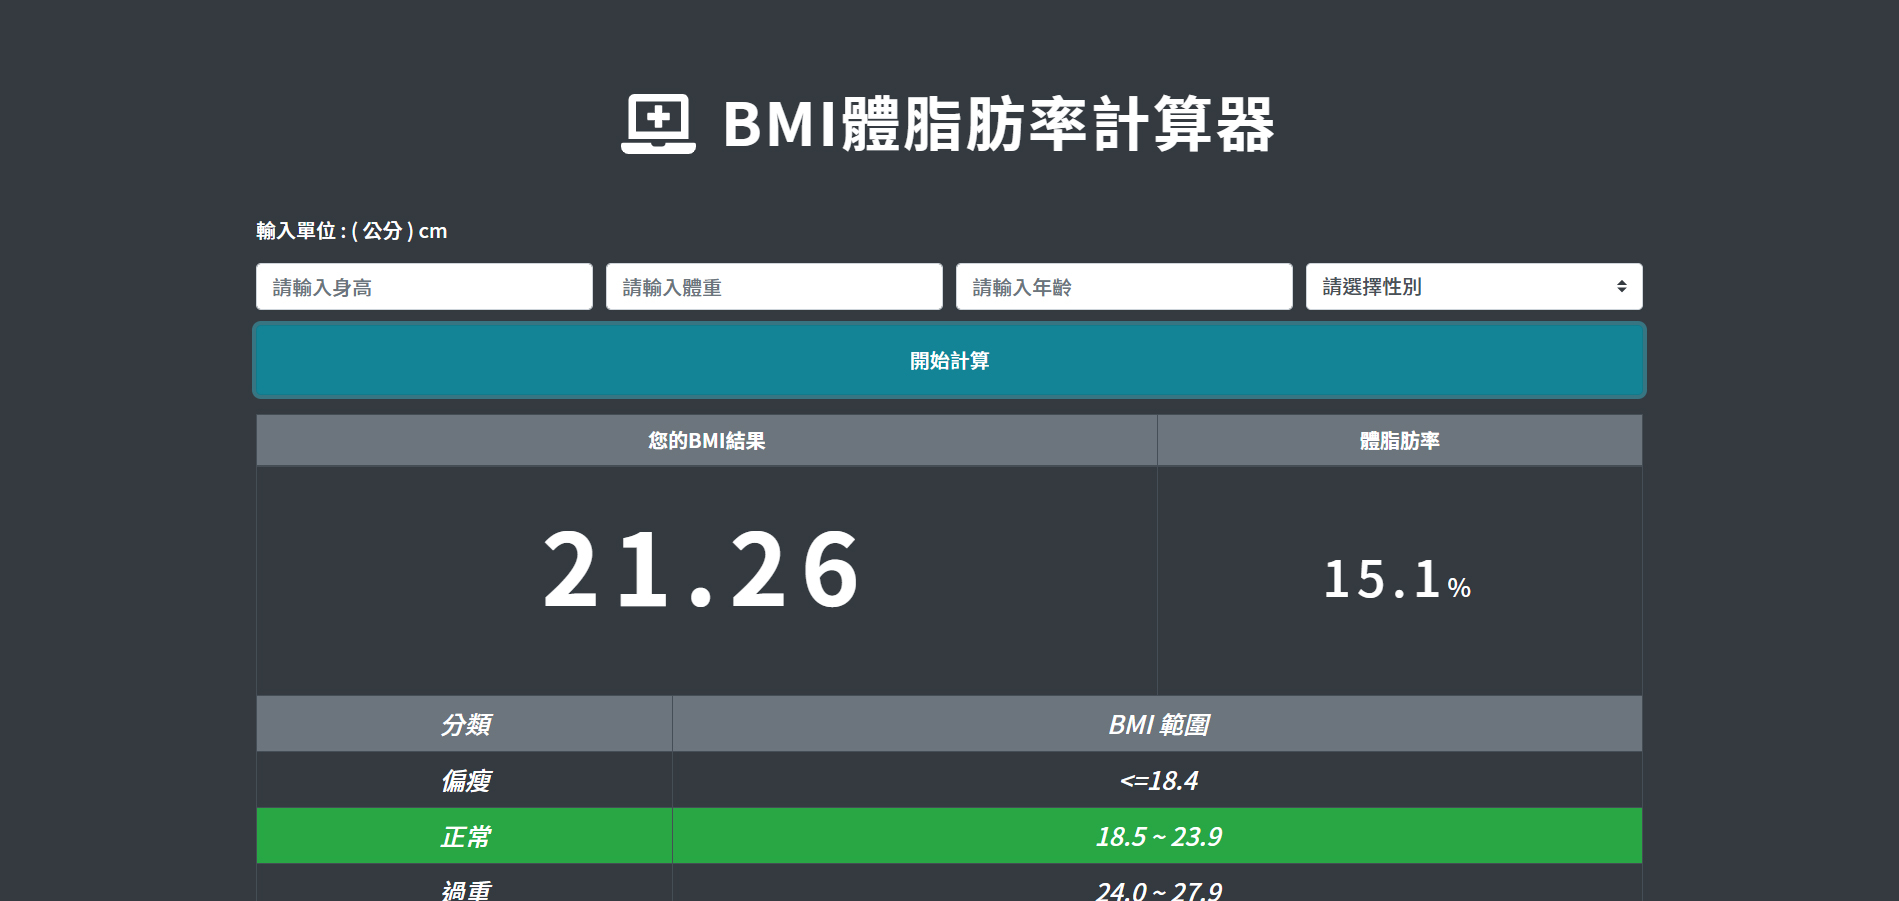 BMI體脂肪率計算器
輸入單位 : ( 公分 ) cm
請輸入身高 請輸入體重 請輸入年齡 請選擇性別
開始計算
您的BMI結果 體脂肪率
21.26 15.1%
分類 BMI 範圍
偏瘦 <=18.4
正常 18.5 ~ 23.9
過重 24.0 ~ 27.9